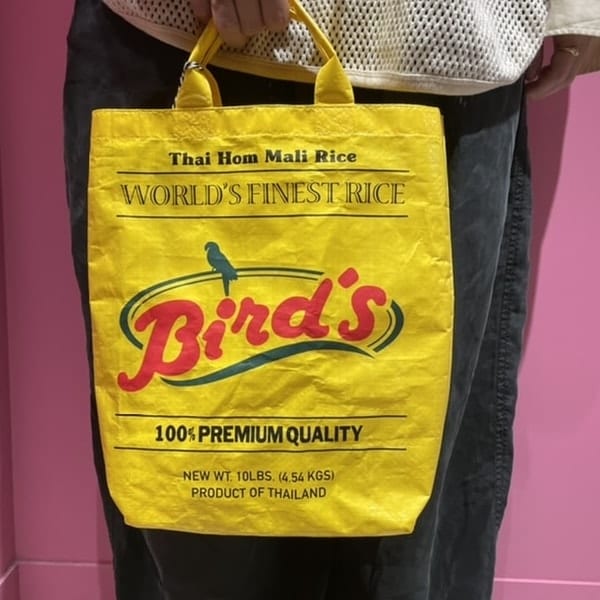 Thai Hom Mali Rice
WORLD'S FINEST RICE
Bird's
100% PREMIUM QUALITY
NEW WT. 10LBS. (4.54 KGS)
PRODUCT OF THAILAND